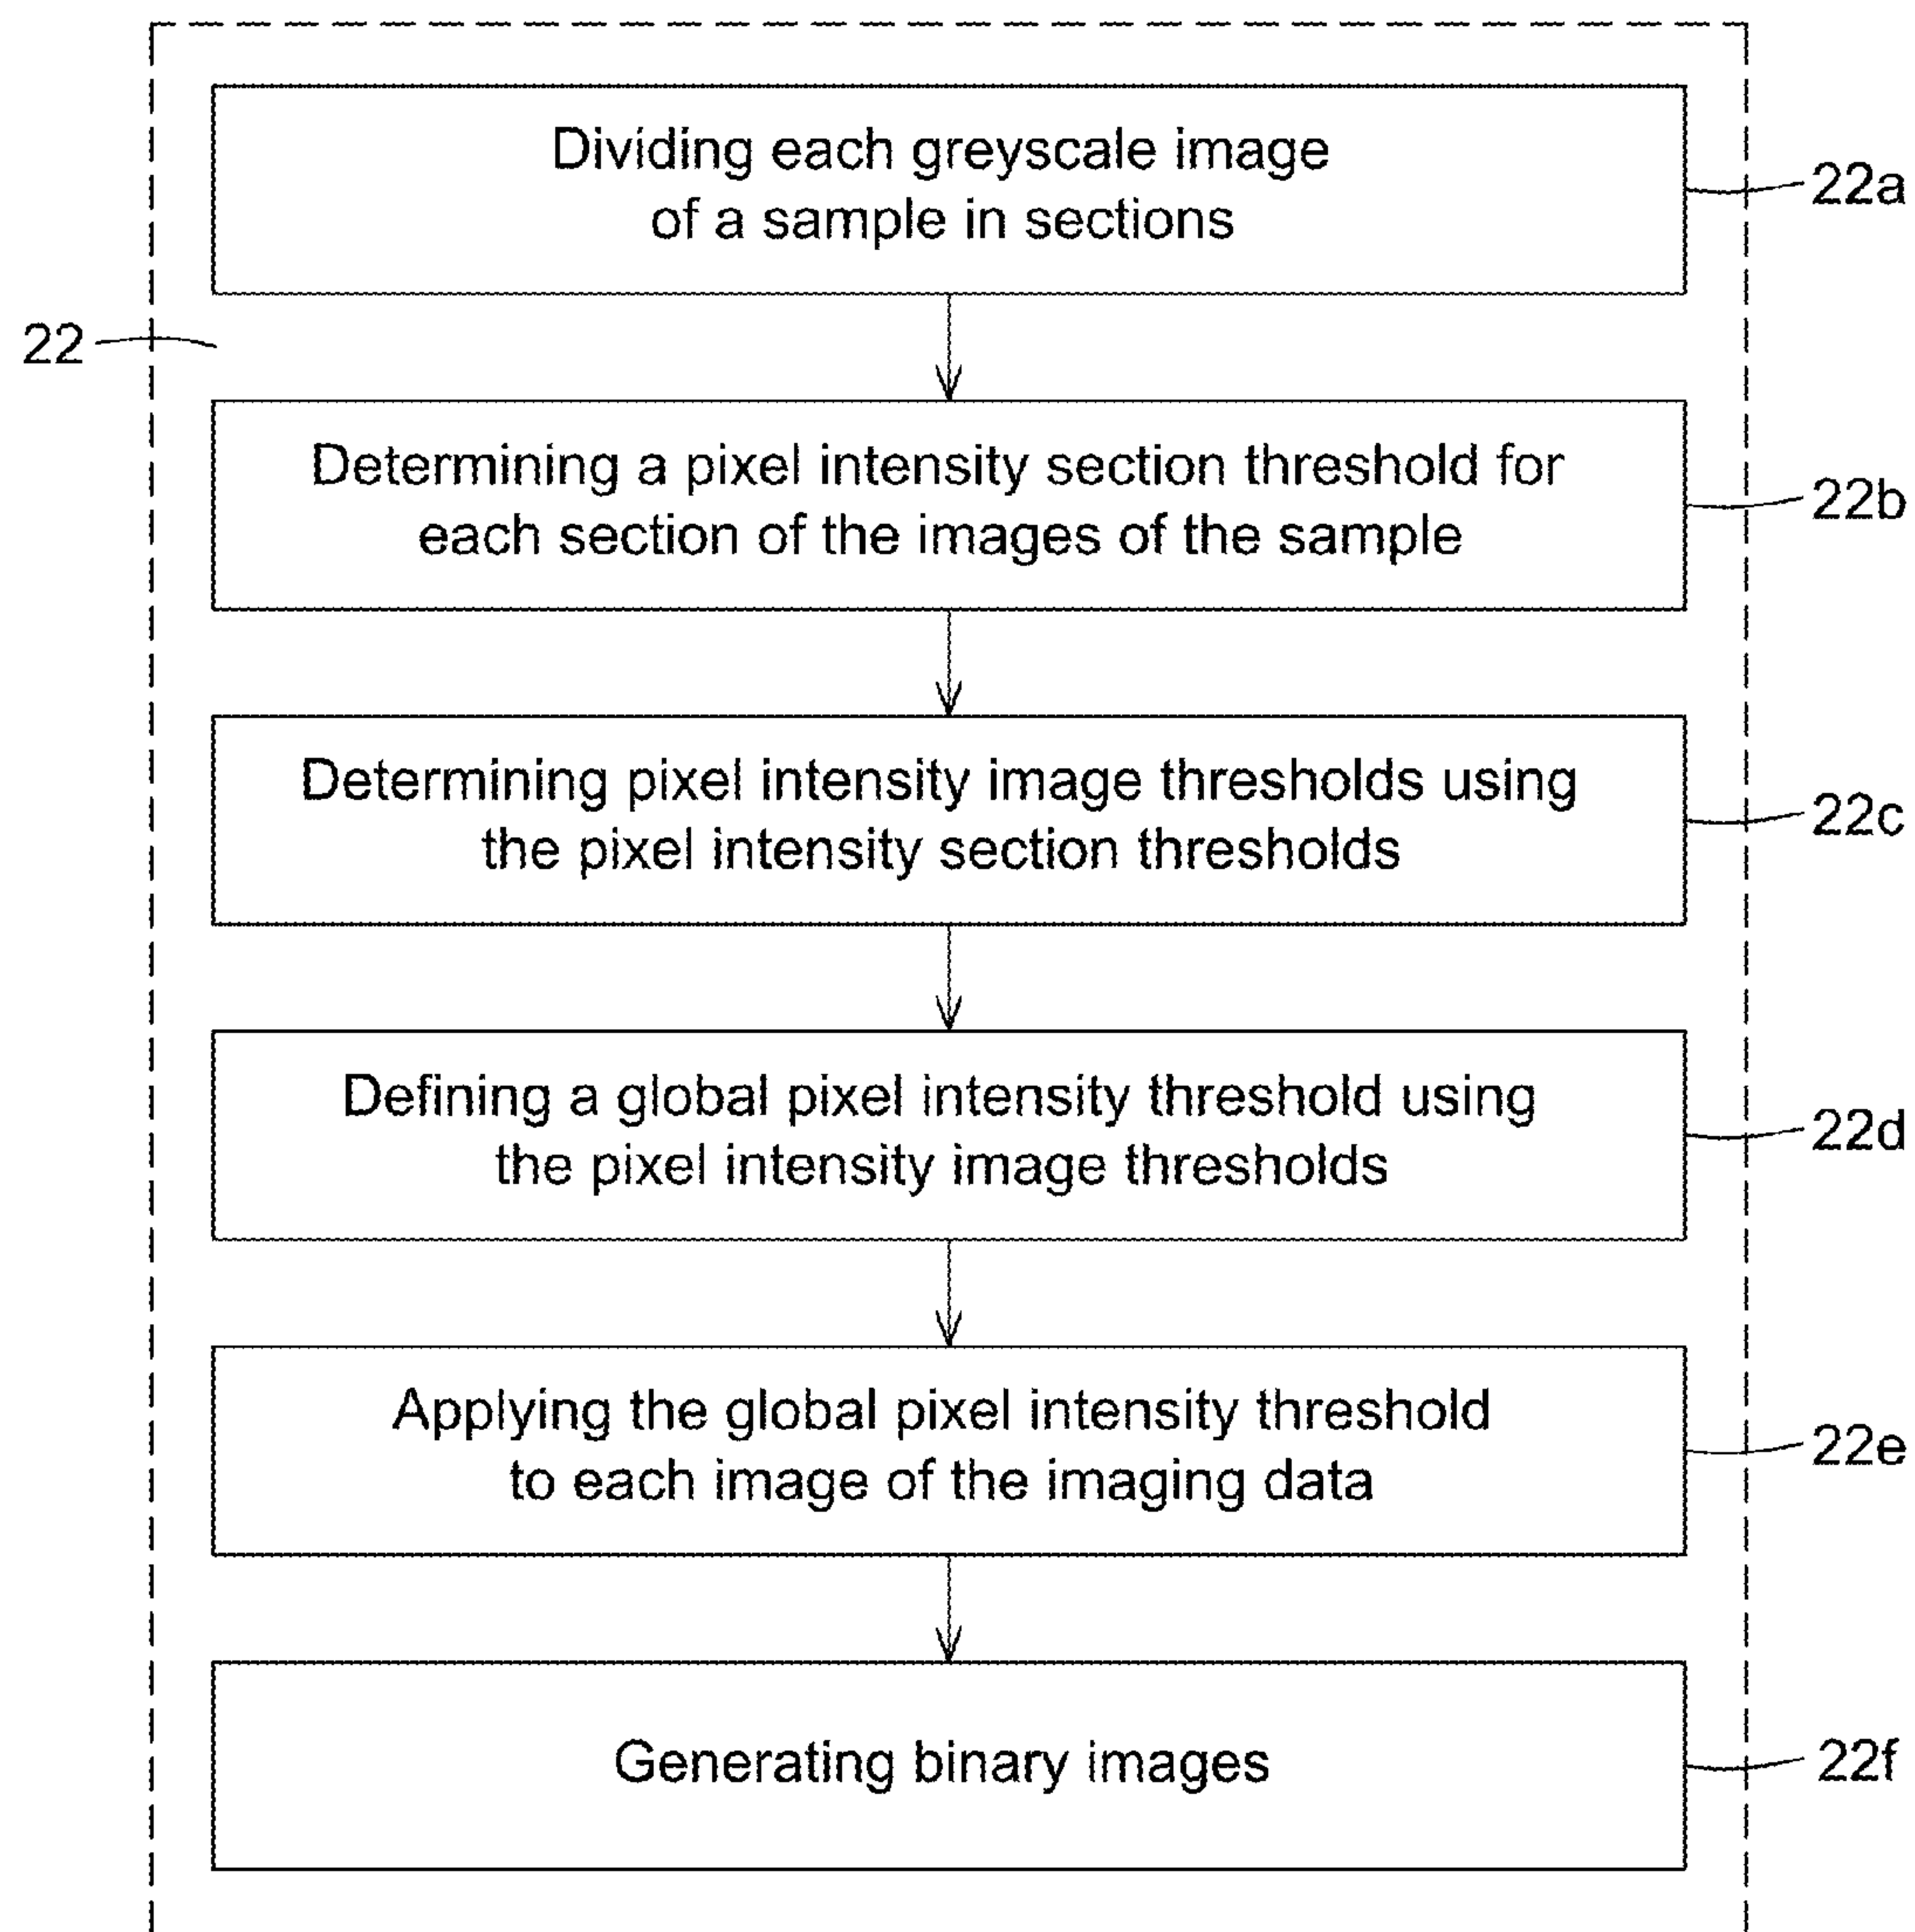 Dividing each greyscale image
of a sample in sections
22a
22
Determining a pixel intensity section threshold for
each section of the images of the sample
22b
Determining pixel intensity image thresholds using
the pixel intensity section thresholds
22c
Defining a global pixel intensity threshold using
the pixel intensity image thresholds
22d
Applying the global pixel intensity threshold
to each image of the imaging data
22e
Generating binary images
22f